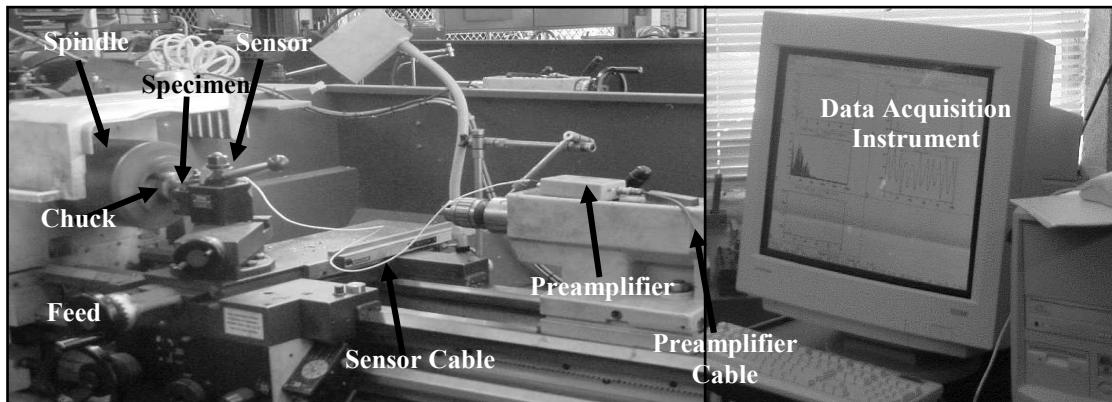 Spindle
Sensor
Specimen
Data Acquisition
Instrument
Chuck
Preamplifier
Feed
Sensor Cable
Preamplifier
Cable